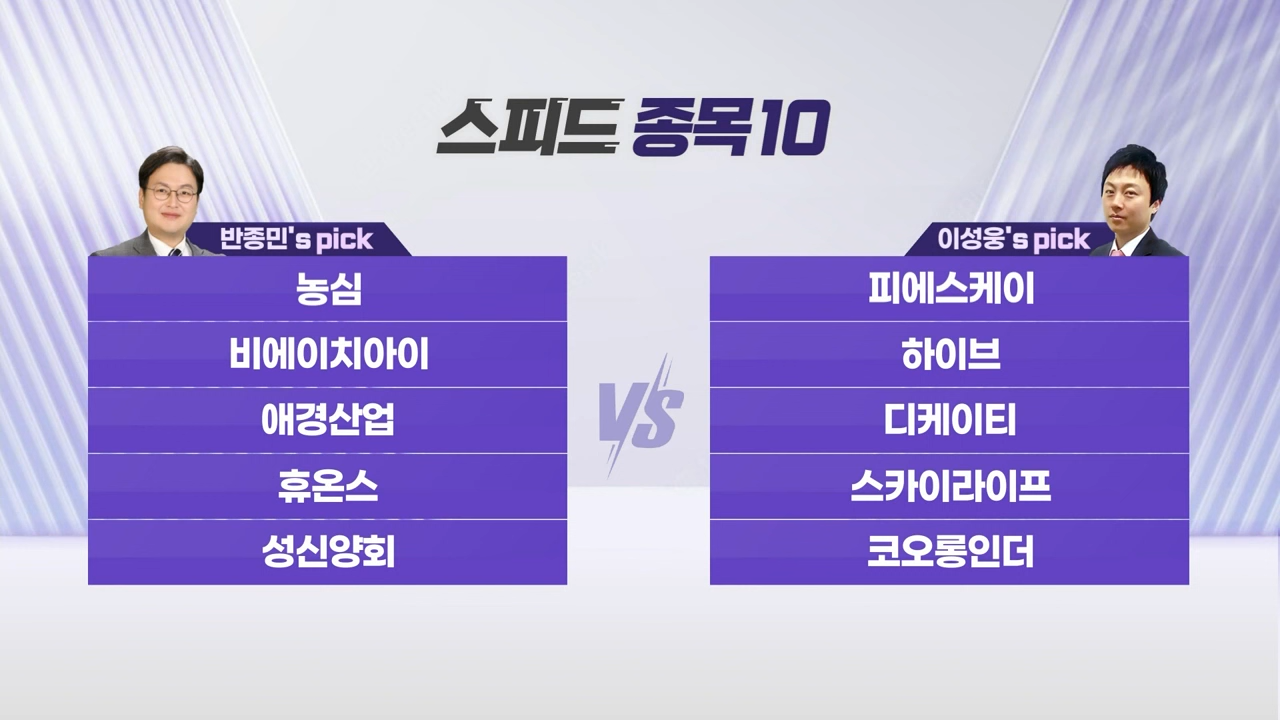 스피드 종목10
반종민's pick
농심
비에이치아이
애경산업
휴온스
성신양회
VS
이성웅's pick
피에스케이
하이브
디케이티
스카이라이프
코오롱인더